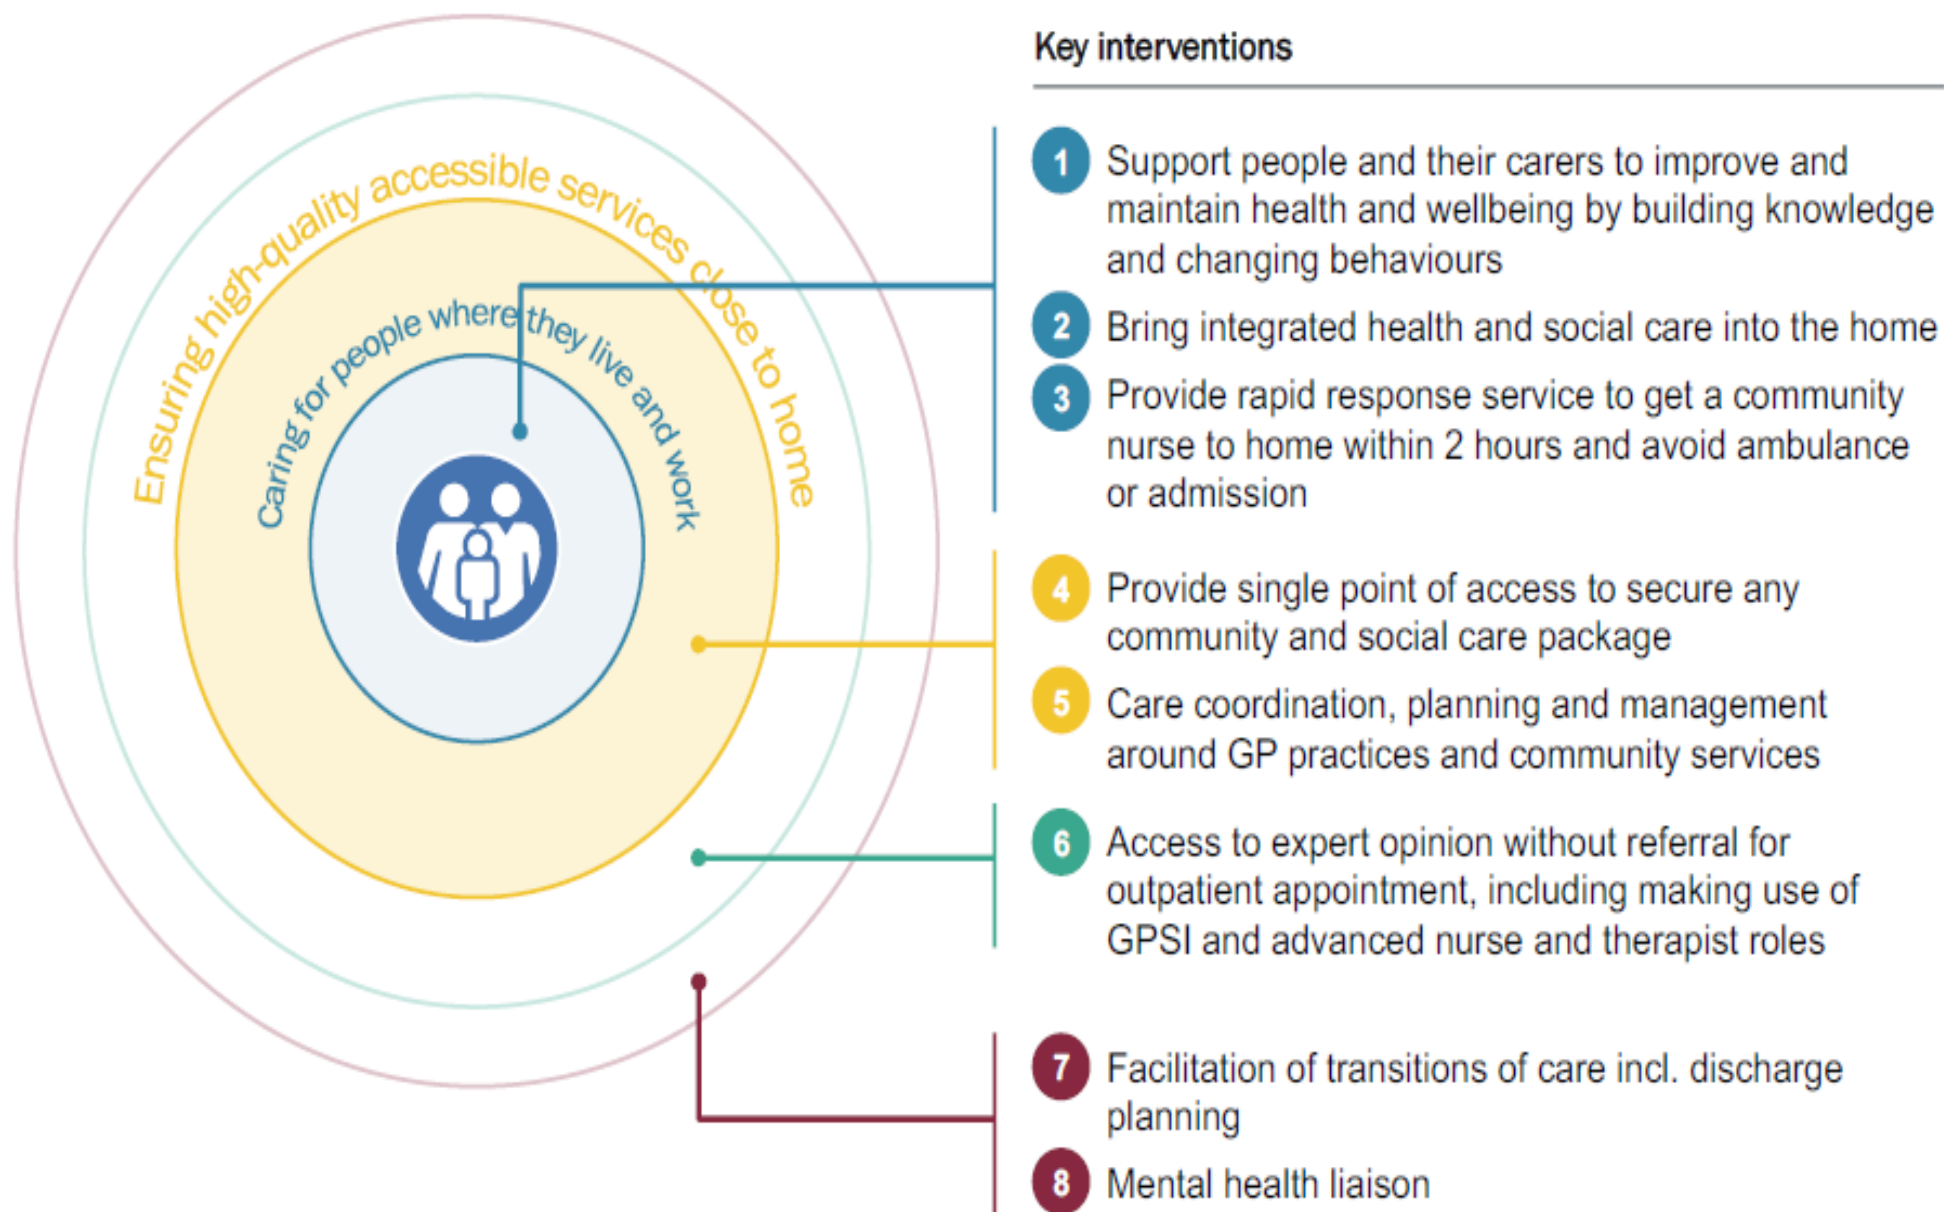 Key interventions
Ensuring high-quality accessible services close to home
Caring for people where they live and work
1 Support people and their carers to improve and
maintain health and wellbeing by building knowledge
and changing behaviours
2 Bring integrated health and social care into the home
3 Provide rapid response service to get a community
nurse to home within 2 hours and avoid ambulance
or admission
4 Provide single point of access to secure any
community and social care package
5 Care coordination, planning and management
around GP practices and community services
6 Access to expert opinion without referral for
outpatient appointment, including making use of
GPSI and advanced nurse and therapist roles
7 Facilitation of transitions of care incl. discharge
planning
8 Mental health liaison